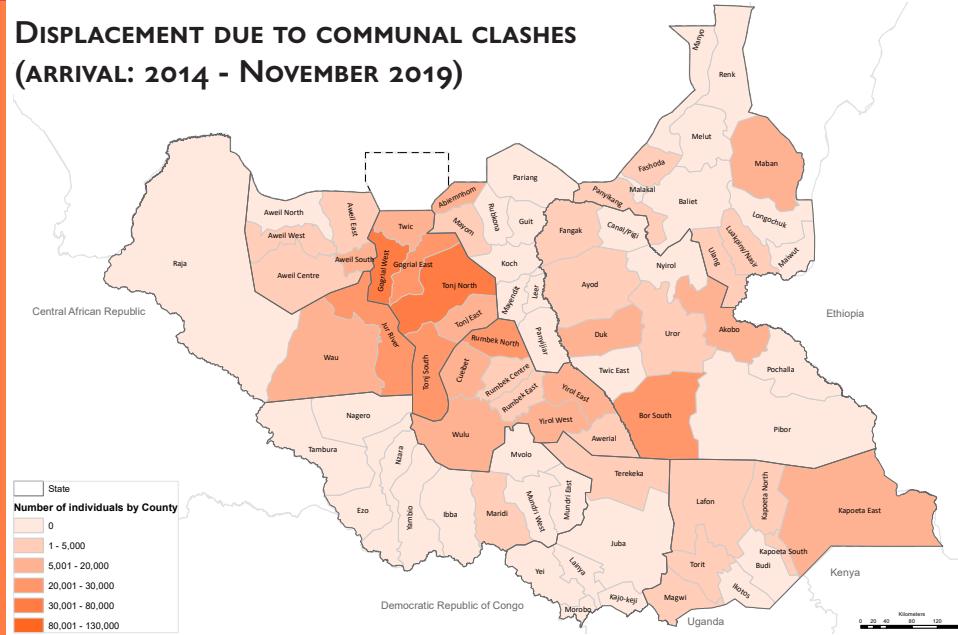 Displacement due to communal clashes
(arrival: 2014 - November 2019)
Manyo
Renk
Melut
Maban
Fashoda
Pariang
Malakal
Panyikang
Abiemnhom
Baliet
Aweil North
Aweil East
Rubkona
Guit
Longochuk
Twic
Mayom
Canal/Pigi
Fangak
Aweil West
Luakpiny/Nasir
Maiwut
Ulang
Raja
Aweil South
Gogrial West
Gogrial East
Koch
Nyirol
Aweil Centre
Tonj North
Mayendit
Leer
Ayod
Central African Republic
Ethiopia
Jur River
Tonj East
Panyijiar
Duk
Uror
Akobo
Rumbek North
Wau
Tonj South
Cueibet
Rumbek Centre
Twic East
Pochalla
Rumbek East
Yirol East
Nagero
Bor South
Yirol West
Pibor
Wulu
Awerial
Tambura
Nzara
Mvolo
Terekeka
Mundri West
Mundri East
Lafon
Kapoeta North
Kapoeta East
Ezo
Yambio
Ibba
Maridi
Juba
Kapoeta South
Yei
Lainya
Torit
Budi
Kenya
Ikotos
Magwi
Kajo-keji
Morobo
Democratic Republic of Congo
Uganda
State
Number of individuals by County
0
1 - 5,000
5,001 - 20,000
20,001 - 30,000
30,001 - 80,000
80,001 - 130,000
Kilometers
0 20 40 80 120